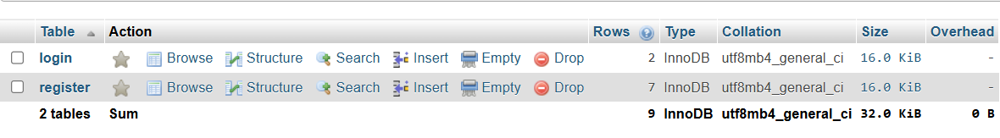 Table Action Rows Type Collation Size Overhead
login Browse Structure Search Insert Empty Drop 2 InnoDB utf8mb4_general_ci 16.0 KiB -
register Browse Structure Search Insert Empty Drop 7 InnoDB utf8mb4_general_ci 16.0 KiB -
2 tables Sum 9 InnoDB utf8mb4_general_ci 32.0 KiB 0 B